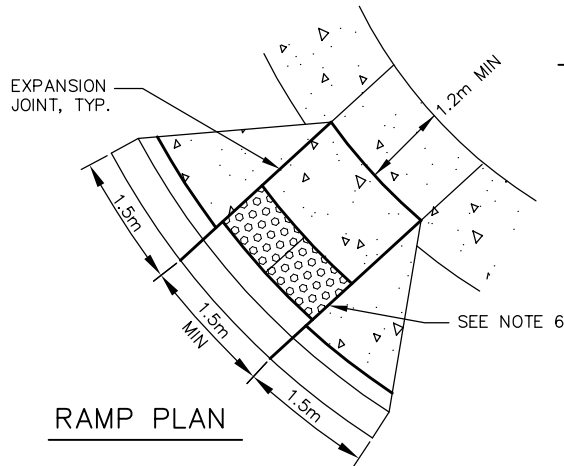 EXPANSION
JOINT, TYP.
1.2m MIN
1.5m
1.5m
MIN
1.5m
SEE NOTE 6
RAMP PLAN